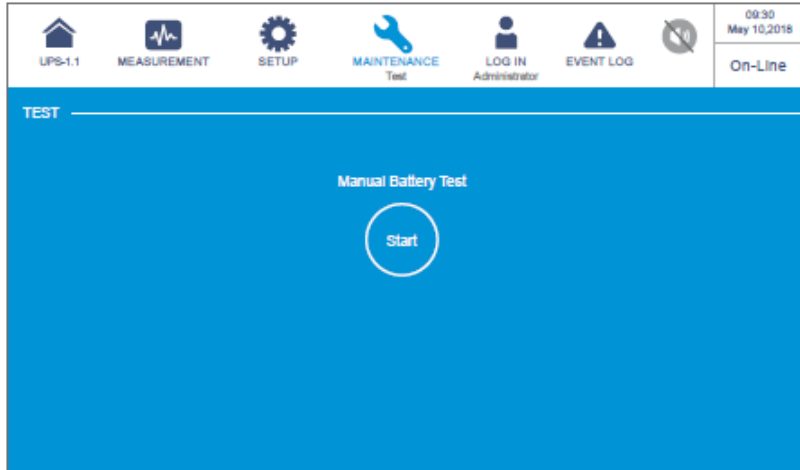 UPS-1.1
MEASUREMENT
SETUP
MAINTENANCE
Test
LOG IN
Administrator
EVENT LOG
09:30
May 10,2018
On-Line
TEST
Manual Battery Test
Start